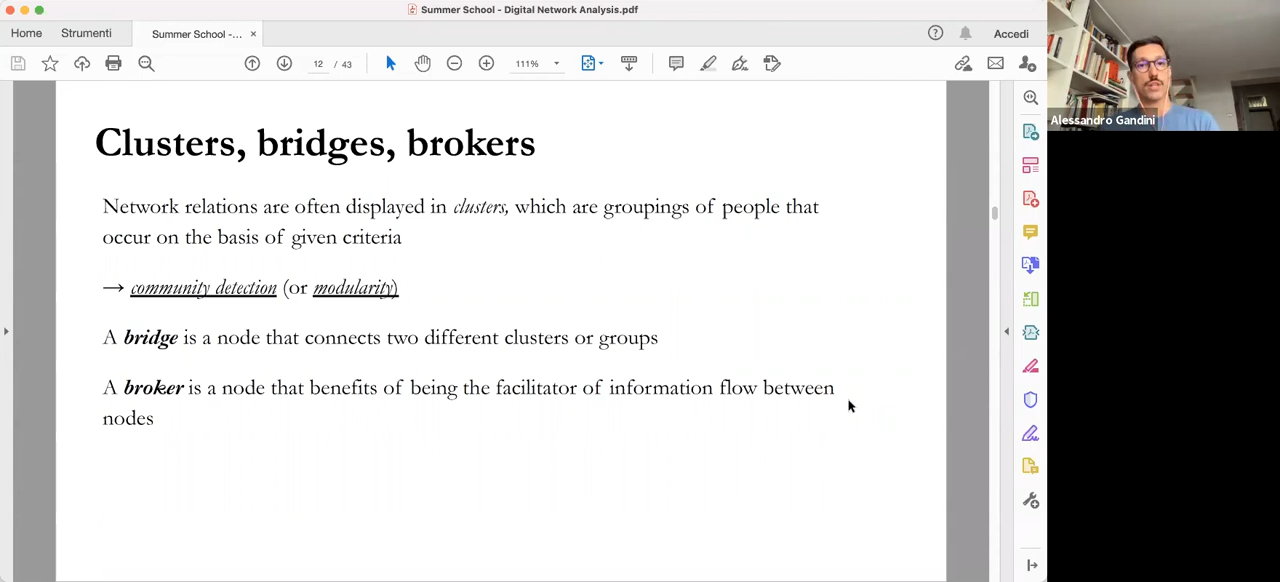 Summer School - Digital Network Analysis.pdf
Home Strumenti Summer School -... × Accedi
12 / 43 111%
Clusters, bridges, brokers
Network relations are often displayed in clusters, which are groupings of people that
occur on the basis of given criteria
→ community detection (or modularity)
A bridge is a node that connects two different clusters or groups
A broker is a node that benefits of being the facilitator of information flow between
nodes
Alessandro Gandini